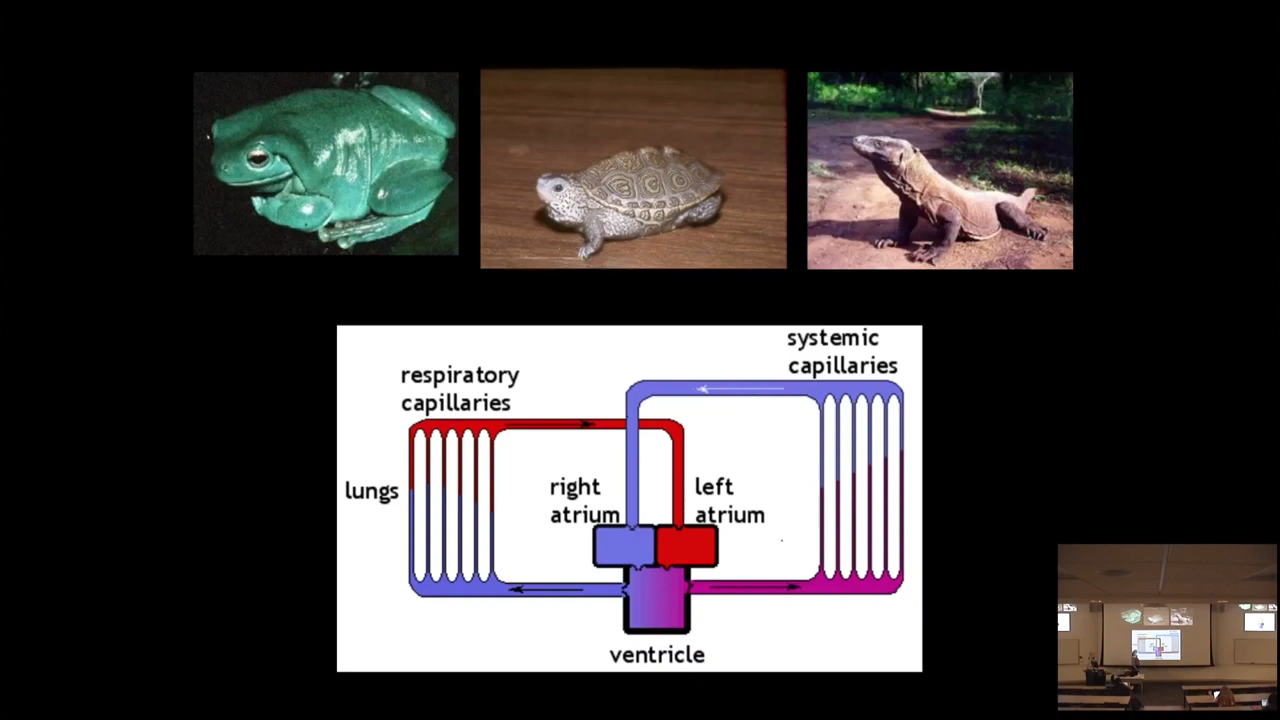 systemic
capillaries
respiratory
capillaries
lungs
right
atrium
left
atrium
ventricle